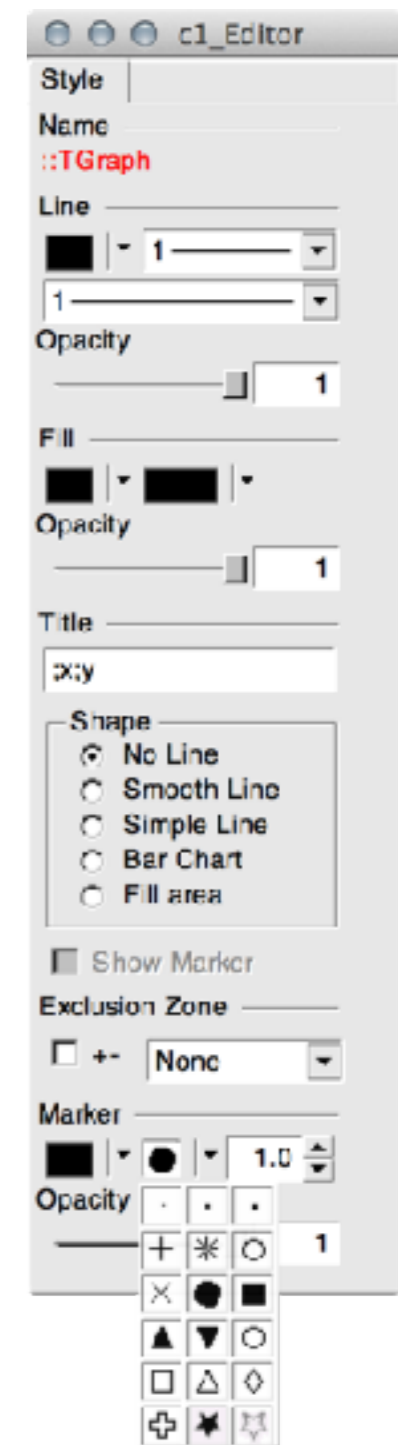 c1_Editor
Style
Name
::TGraph
Line
1
1
Opacity
1
Fill
Opacity
1
Title
;x;y
Shape
No Line
Smooth Line
Simple Line
Bar Chart
Fill area
Show Marker
Exclusion Zone
+- None
Marker
1.0
Opacity
1